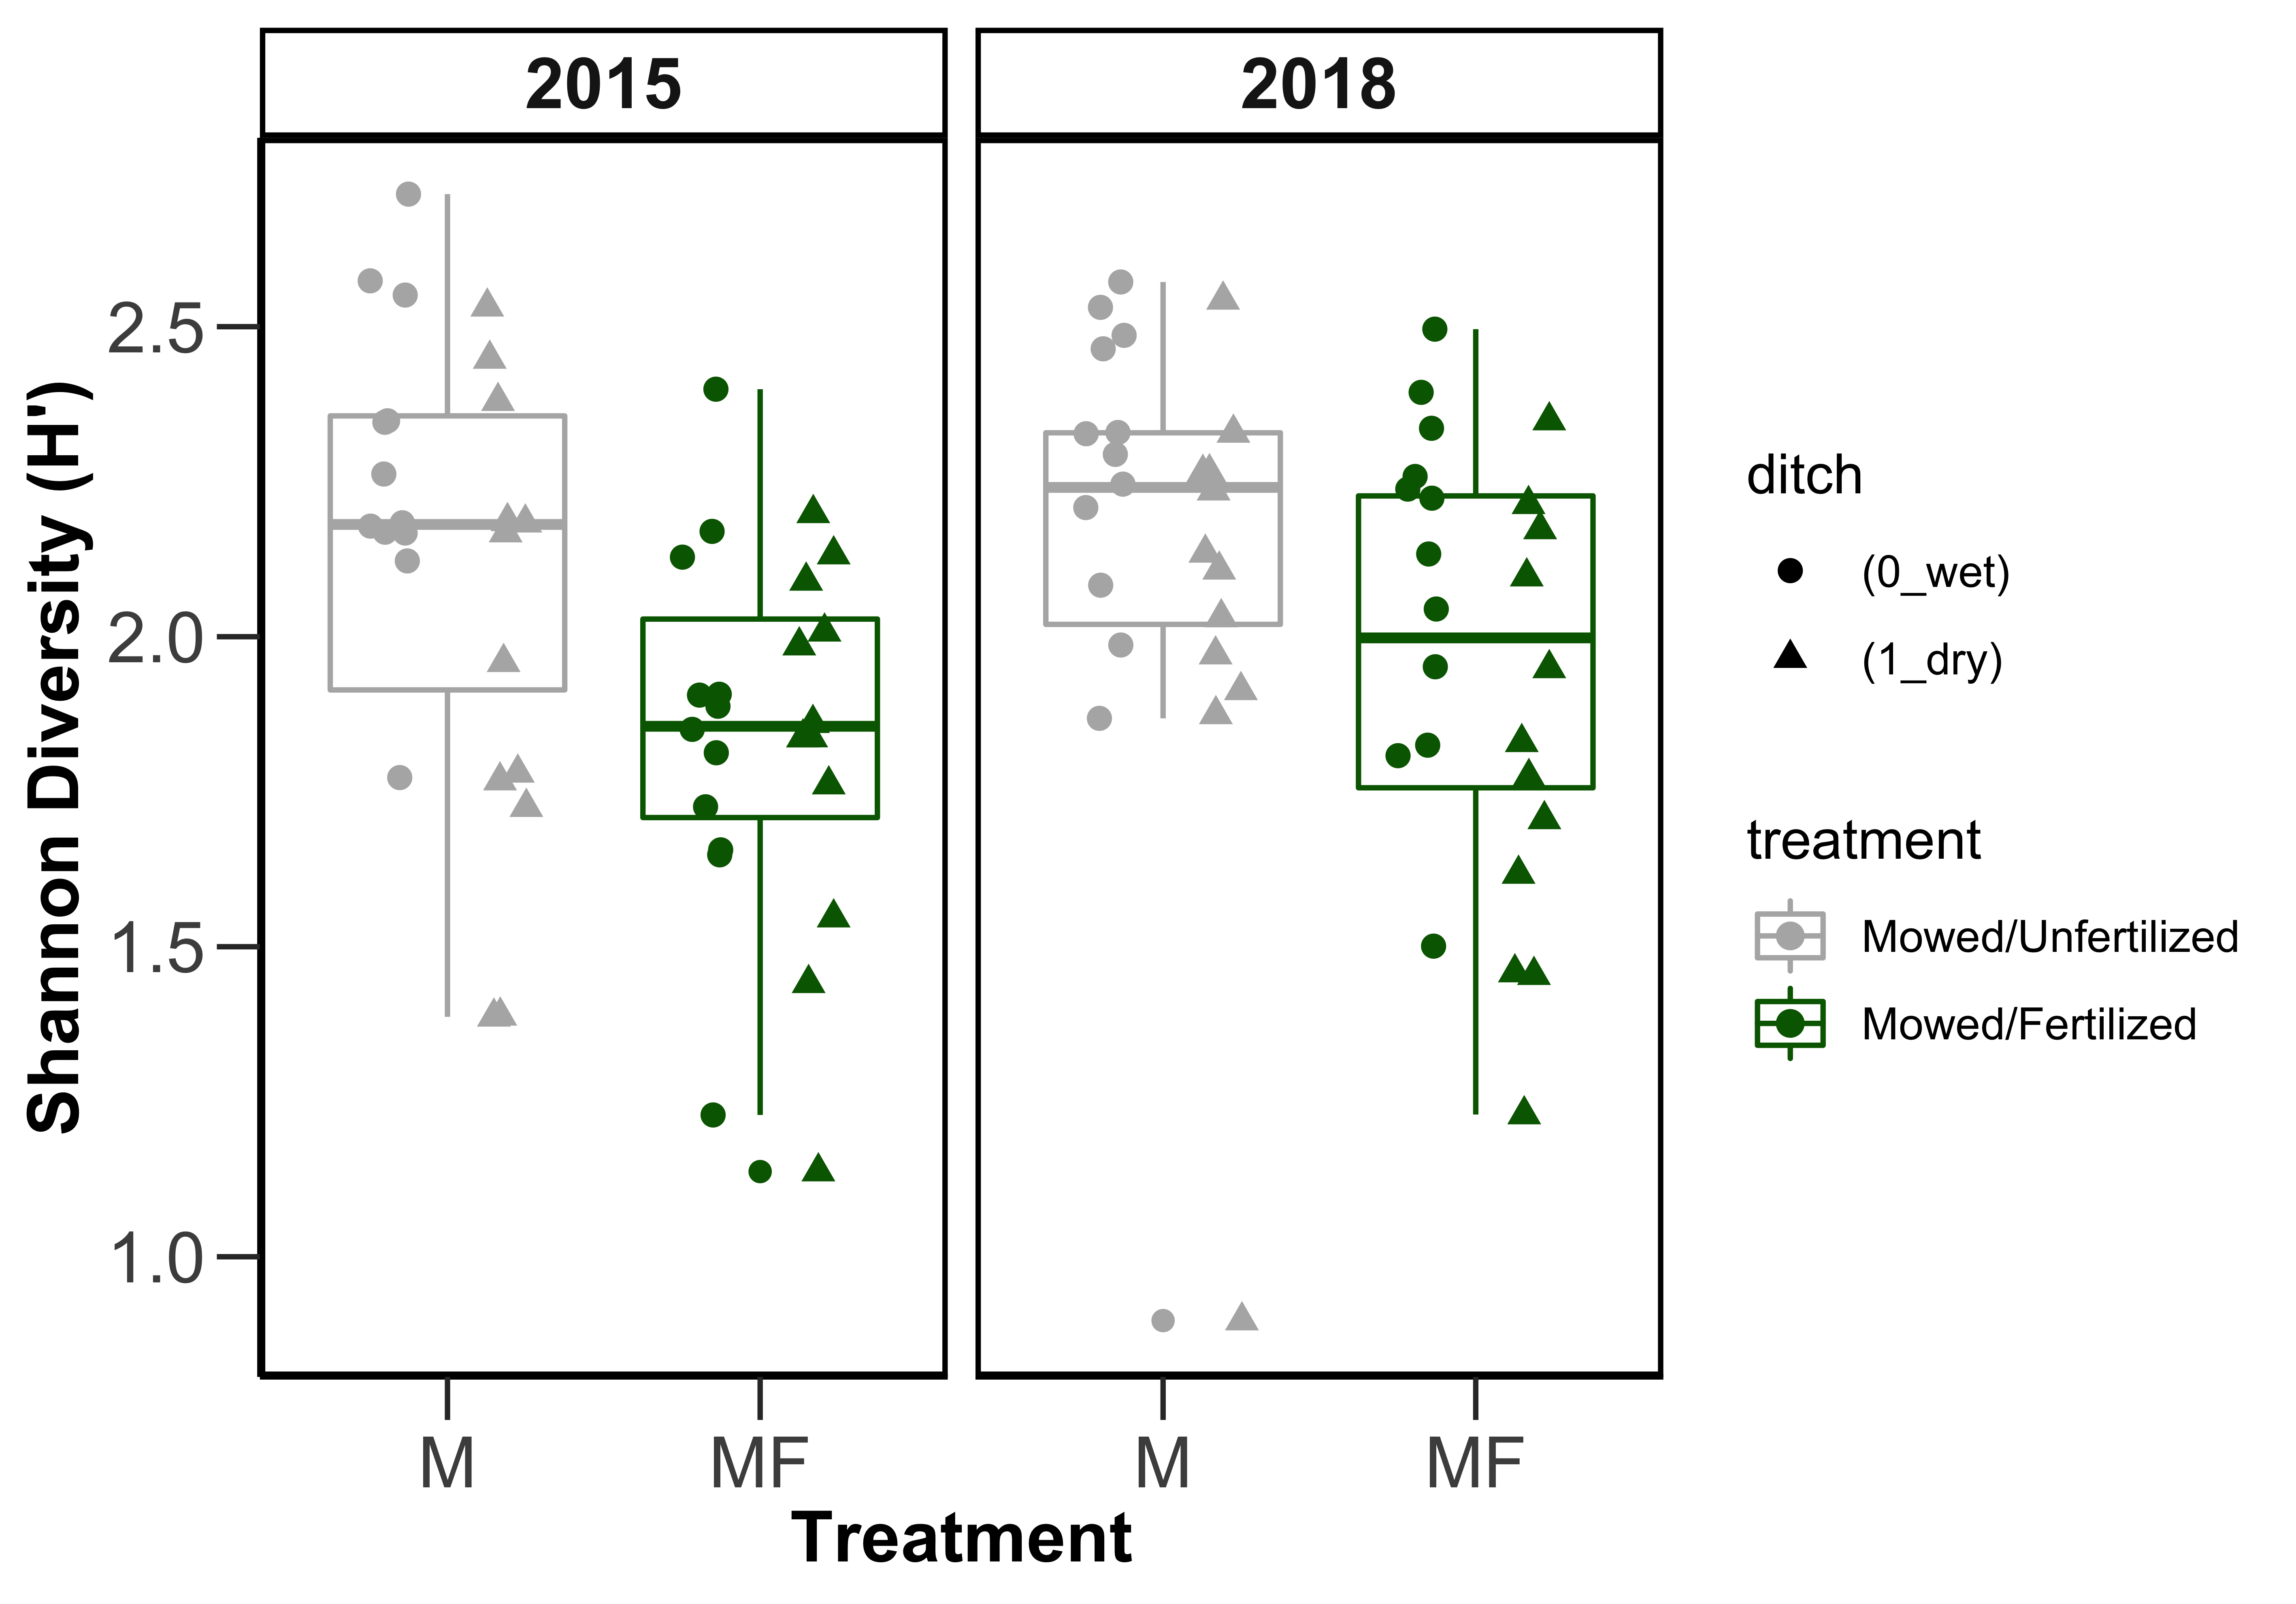 2015
2018
Shannon Diversity (H')
2.5
2.0
1.5
1.0
M
MF
M
MF
Treatment
ditch
(0_wet)
(1_dry)
treatment
Mowed/Unfertilized
Mowed/Fertilized